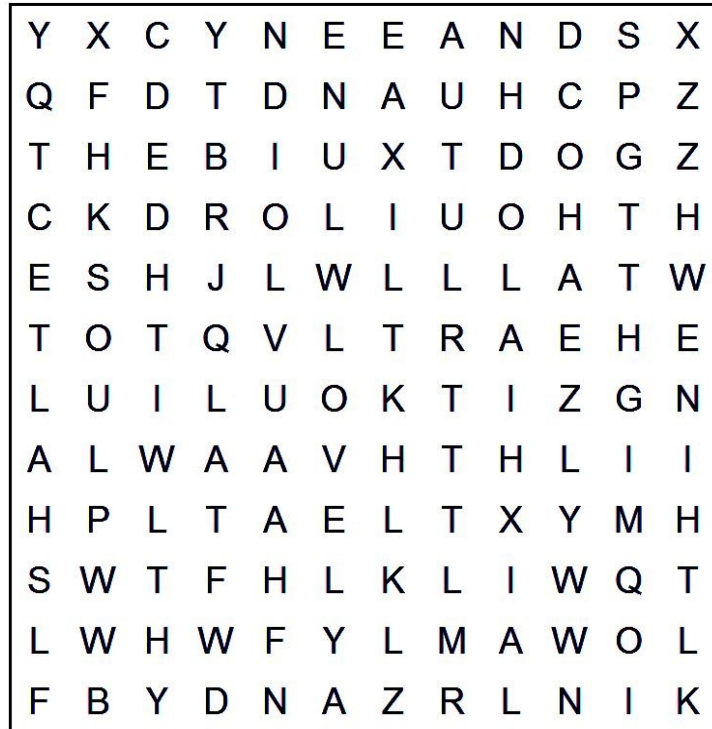 Y X C Y N E E A N D S X
Q F D T D N A U H C P Z
T H E B I U X T D O G Z
C K D R O L I U O H T H
E S H J L W L L L A T W
T O T Q V L T R A E H E
L U I L U O K T I Z G N
A L W A A V H T H L I I
H P L T A E L T X Y M H
S W T F H L K L I W Q T
L W H W F Y L M A W O L
F B Y D N A Z R L N I K